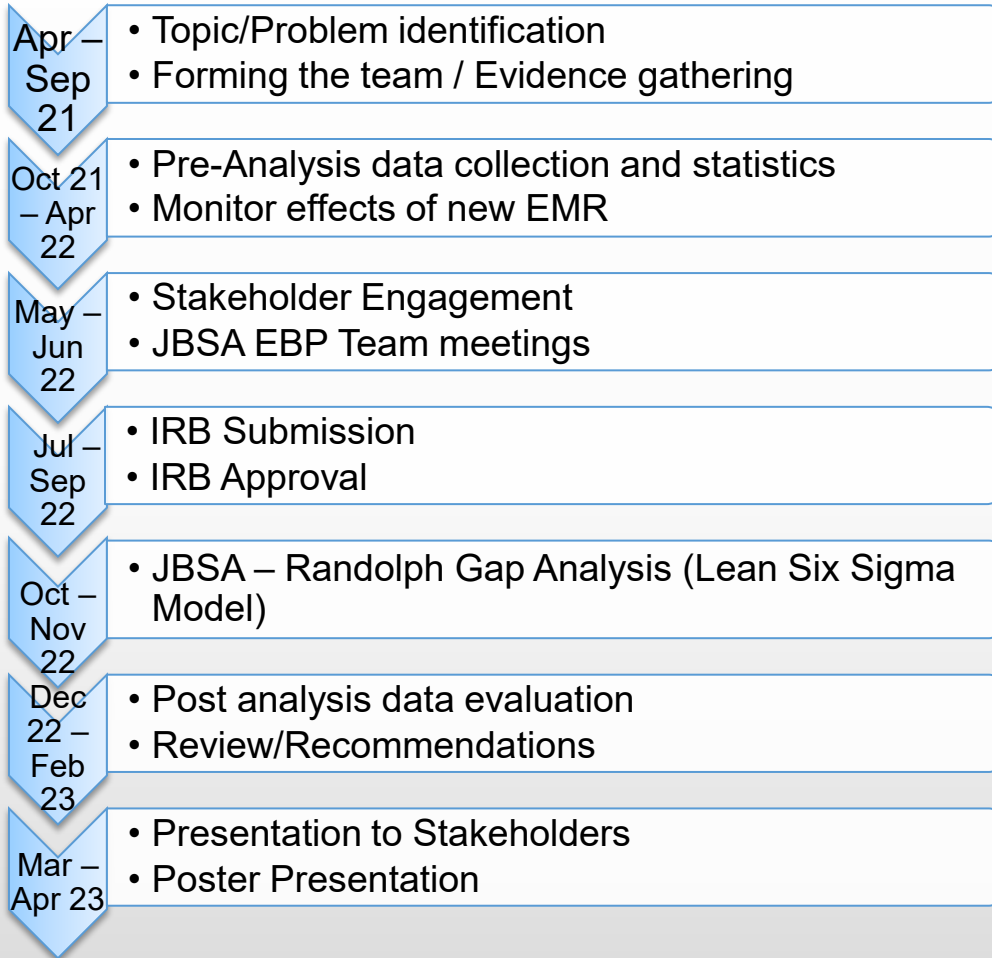 Apr –
Sep
21
• Topic/Problem identification
• Forming the team / Evidence gathering
Oct 21
– Apr
22
• Pre-Analysis data collection and statistics
• Monitor effects of new EMR
May –
Jun
22
• Stakeholder Engagement
• JBSA EBP Team meetings
Jul –
Sep
22
• IRB Submission
• IRB Approval
Oct –
Nov
22
• JBSA – Randolph Gap Analysis (Lean Six Sigma
Model)
Dec
22 –
Feb
23
• Post analysis data evaluation
• Review/Recommendations
Mar –
Apr 23
• Presentation to Stakeholders
• Poster Presentation